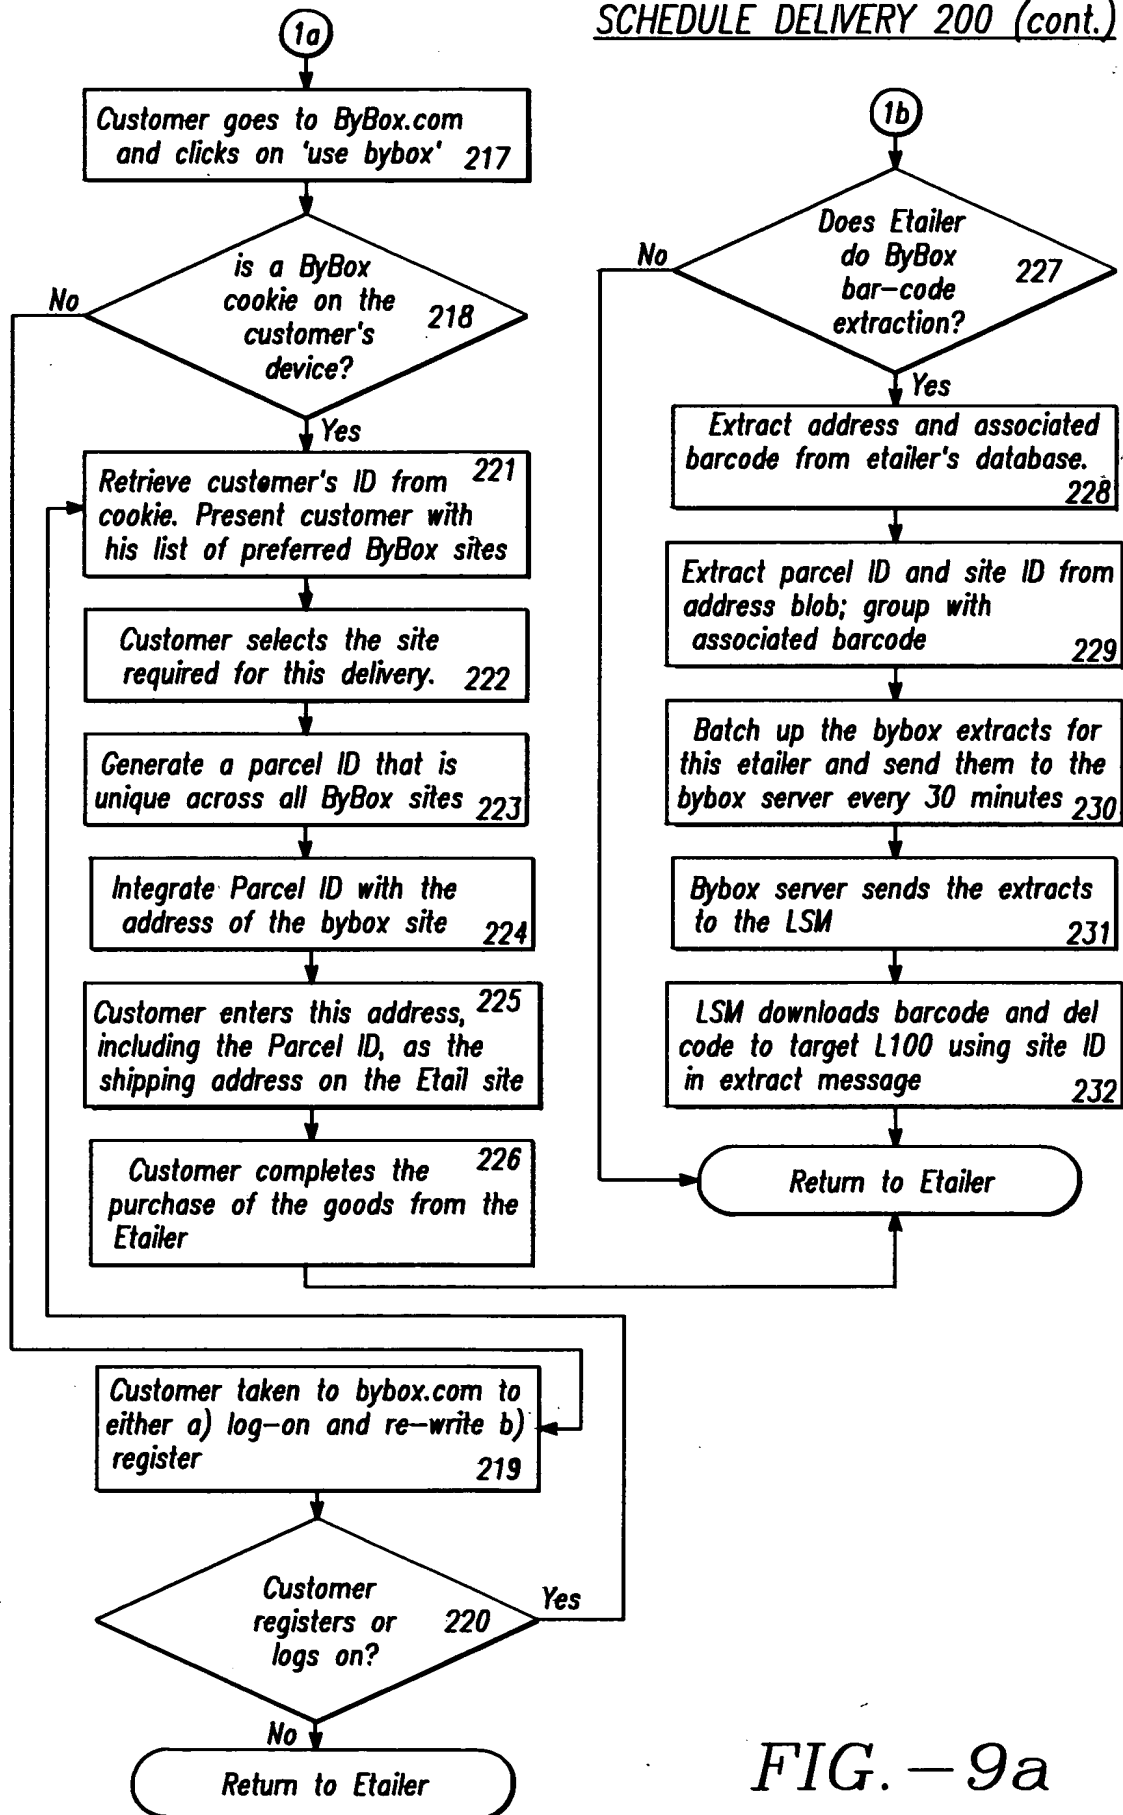 SCHEDULE DELIVERY 200 (cont.)
1a
Customer goes to ByBox.com
and clicks on 'use bybox' 217
is a ByBox
cookie on the
customer's
device?
218
No
Yes
Retrieve customer's ID from 221
cookie. Present customer with
his list of preferred ByBox sites
Customer selects the site
required for this delivery. 222
Generate a parcel ID that is
unique across all ByBox sites 223
Integrate Parcel ID with the
address of the bybox site 224
Customer enters this address, 225
including the Parcel ID, as the
shipping address on the Etail site
Customer completes the 226
purchase of the goods from the
Etailer
Customer taken to bybox.com to
either a) log-on and re-write b)
register 219
Customer
registers or
logs on?
220
Yes
No
Return to Etailer
1b
Does Etailer
do ByBox
bar-code
extraction?
227
No
Yes
Extract address and associated
barcode from etailer's database.
228
Extract parcel ID and site ID from
address blob; group with
associated barcode 229
Batch up the bybox extracts for
this etailer and send them to the
bybox server every 30 minutes 230
Bybox server sends the extracts
to the LSM 231
LSM downloads barcode and del
code to target L100 using site ID
in extract message 232
Return to Etailer
FIG.-9a